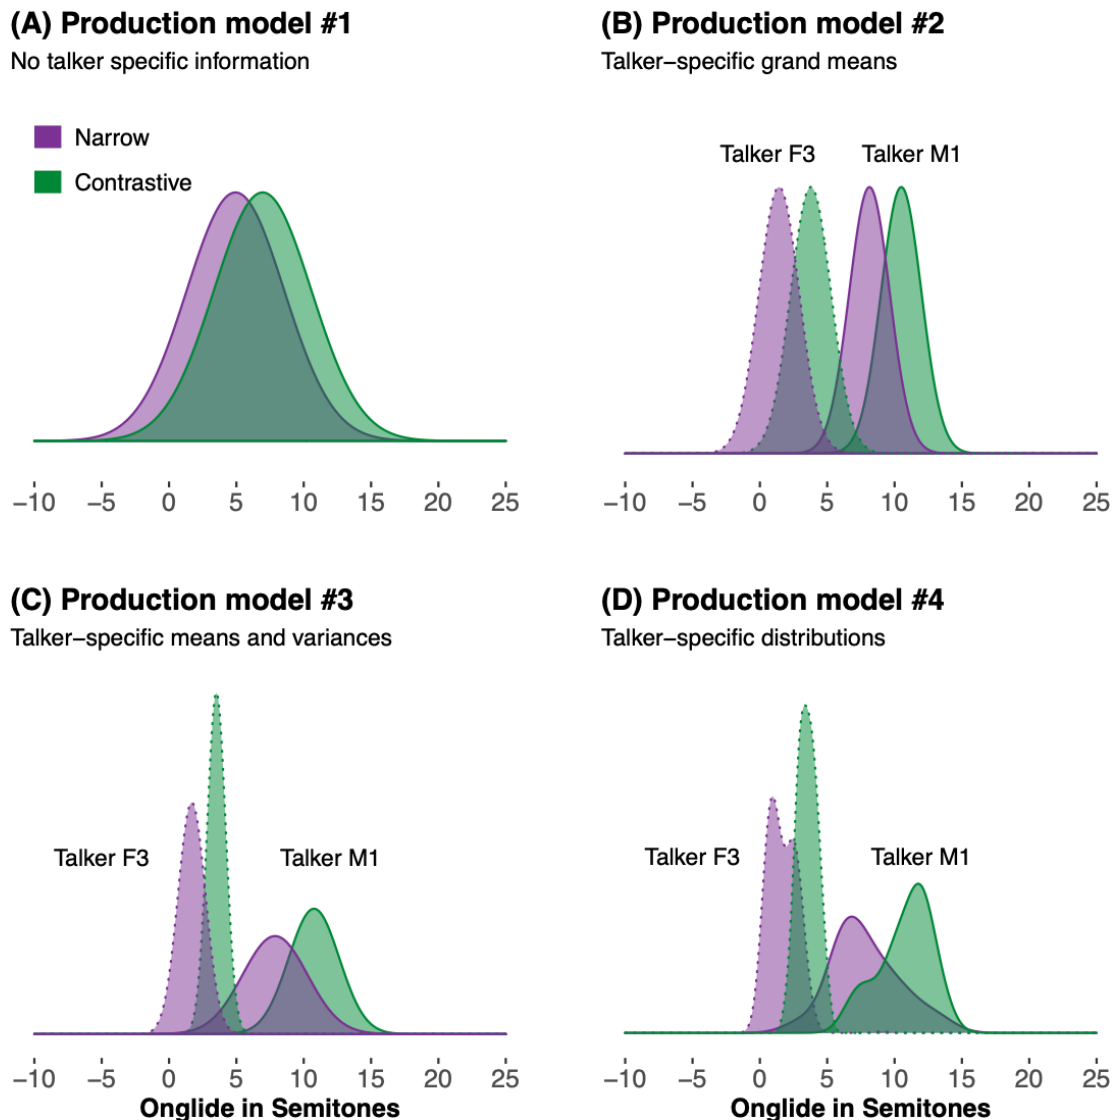 (A) Production model #1
No talker specific information
Narrow
Contrastive
−10 −5 0 5 10 15 20 25
(B) Production model #2
Talker−specific grand means
Talker F3 Talker M1
−10 −5 0 5 10 15 20 25
(C) Production model #3
Talker−specific means and variances
Talker F3 Talker M1
−10 −5 0 5 10 15 20 25
Onglide in Semitones
(D) Production model #4
Talker−specific distributions
Talker F3 Talker M1
−10 −5 0 5 10 15 20 25
Onglide in Semitones